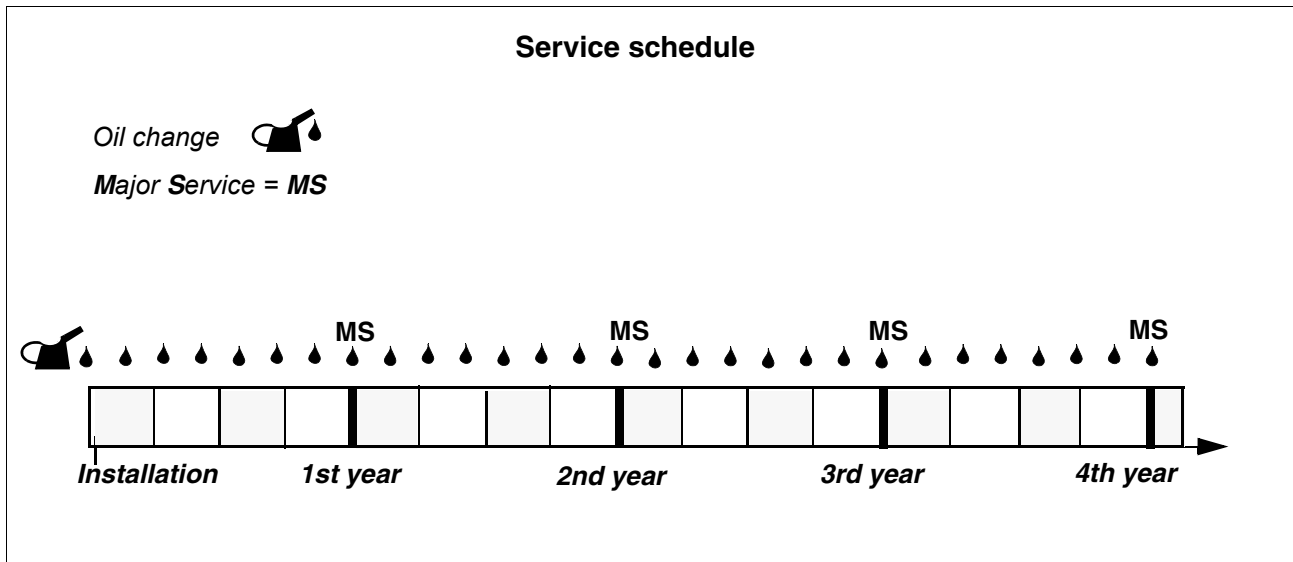 Service schedule
Oil change
Major Service = MS
MS MS MS MS
Installation 1st year 2nd year 3rd year 4th year